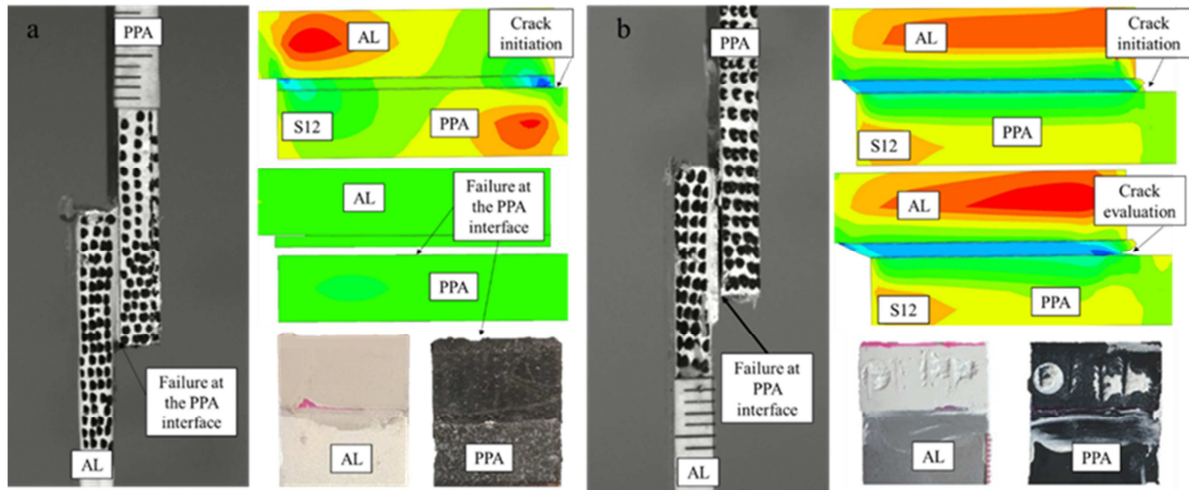 a
PPA
AL
Crack
initiation
S12
PPA
AL
Failure at
the PPA
interface
PPA
Failure at
the PPA
interface
AL
AL
PPA
b
PPA
AL
Crack
initiation
S12
PPA
AL
Crack
evaluation
S12
PPA
Failure at
PPA
interface
AL
AL
PPA